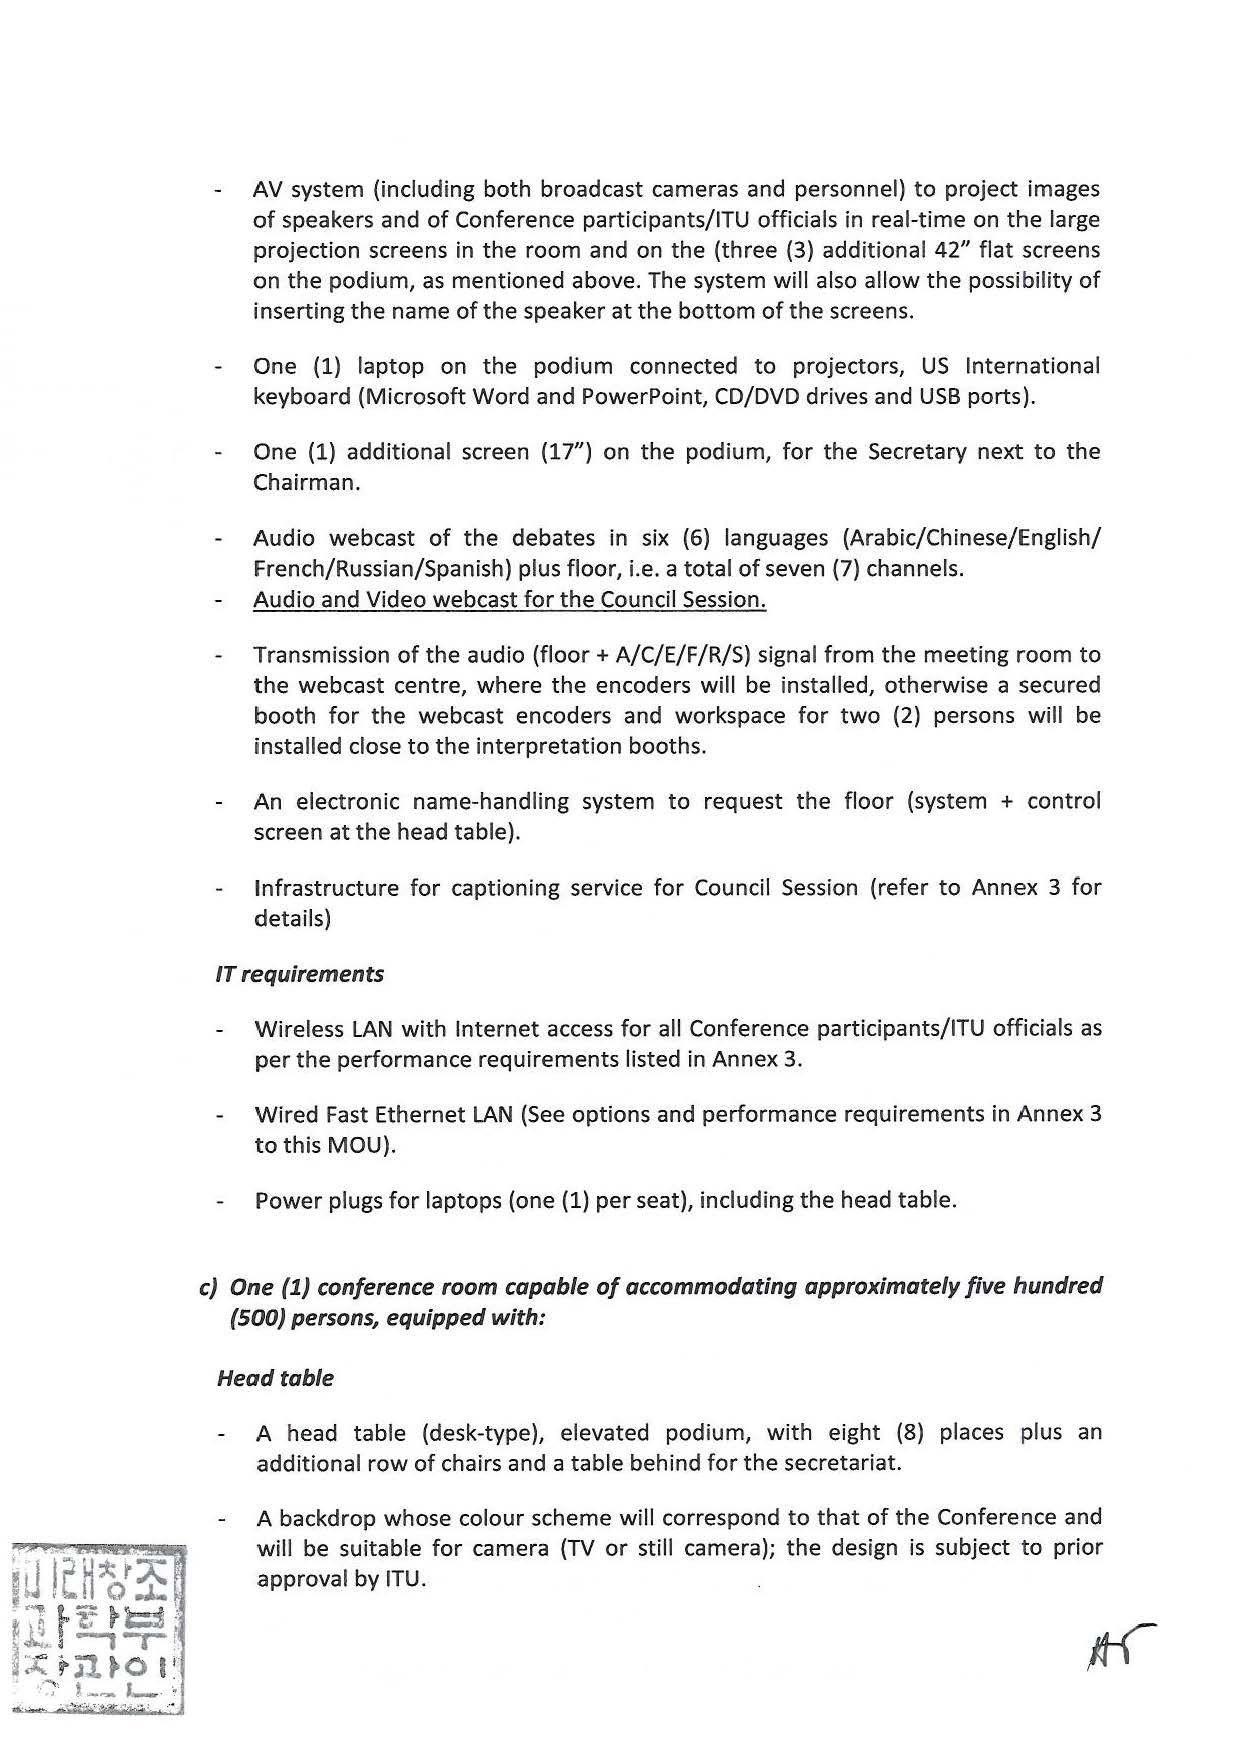 - AV system (including both broadcast cameras and personnel) to project images
of speakers and of Conference participants/ITU officials in real-time on the large
projection screens in the room and on the (three (3) additional 42” flat screens
on the podium, as mentioned above. The system will also allow the possibility of
inserting the name of the speaker at the bottom of the screens.
- One (1) laptop on the podium connected to projectors, US International
keyboard (Microsoft Word and PowerPoint, CD/DVD drives and USB ports).
- One (1) additional screen (17”) on the podium, for the Secretary next to the
Chairman.
- Audio webcast of the debates in six (6) languages (Arabic/Chinese/English/
French/Russian/Spanish) plus floor, i.e. a total of seven (7) channels.
- Audio and Video webcast for the Council Session.
- Transmission of the audio (floor + A/C/E/F/R/S) signal from the meeting room to
the webcast centre, where the encoders will be installed, otherwise a secured
booth for the webcast encoders and workspace for two (2) persons will be
installed close to the interpretation booths.
- An electronic name-handling system to request the floor (system + control
screen at the head table).
- Infrastructure for captioning service for Council Session (refer to Annex 3 for
details)
IT requirements
- Wireless LAN with Internet access for all Conference participants/ITU officials as
per the performance requirements listed in Annex 3.
- Wired Fast Ethernet LAN (See options and performance requirements in Annex 3
to this MOU).
- Power plugs for laptops (one (1) per seat), including the head table.
c) One (1) conference room capable of accommodating approximately five hundred
(500) persons, equipped with:
Head table
- A head table (desk-type), elevated podium, with eight (8) places plus an
additional row of chairs and a table behind for the secretariat.
- A backdrop whose colour scheme will correspond to that of the Conference and
will be suitable for camera (TV or still camera); the design is subject to prior
approval by ITU.
미래창조
과학부
장관인